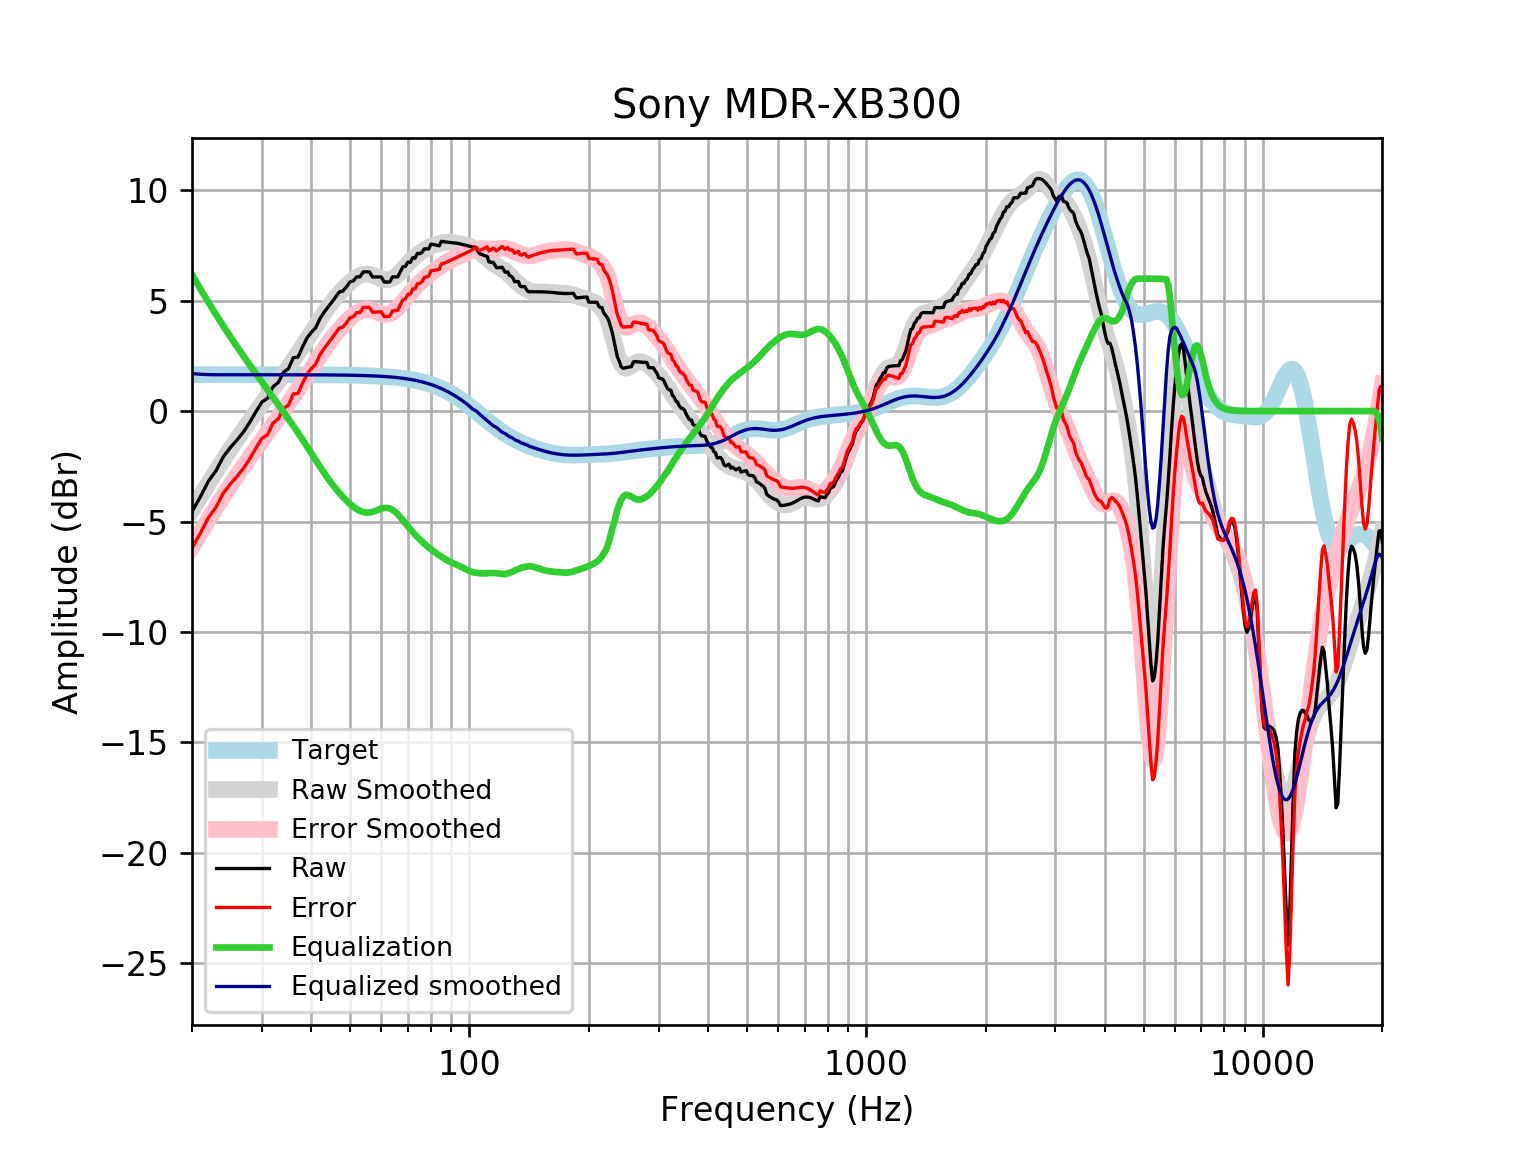 Sony MDR-XB300
10
5
0
−5
−10
−15
−20
−25
Amplitude (dBr)
Target
Raw Smoothed
Error Smoothed
Raw
Error
Equalization
Equalized smoothed
100
1000
10000
Frequency (Hz)